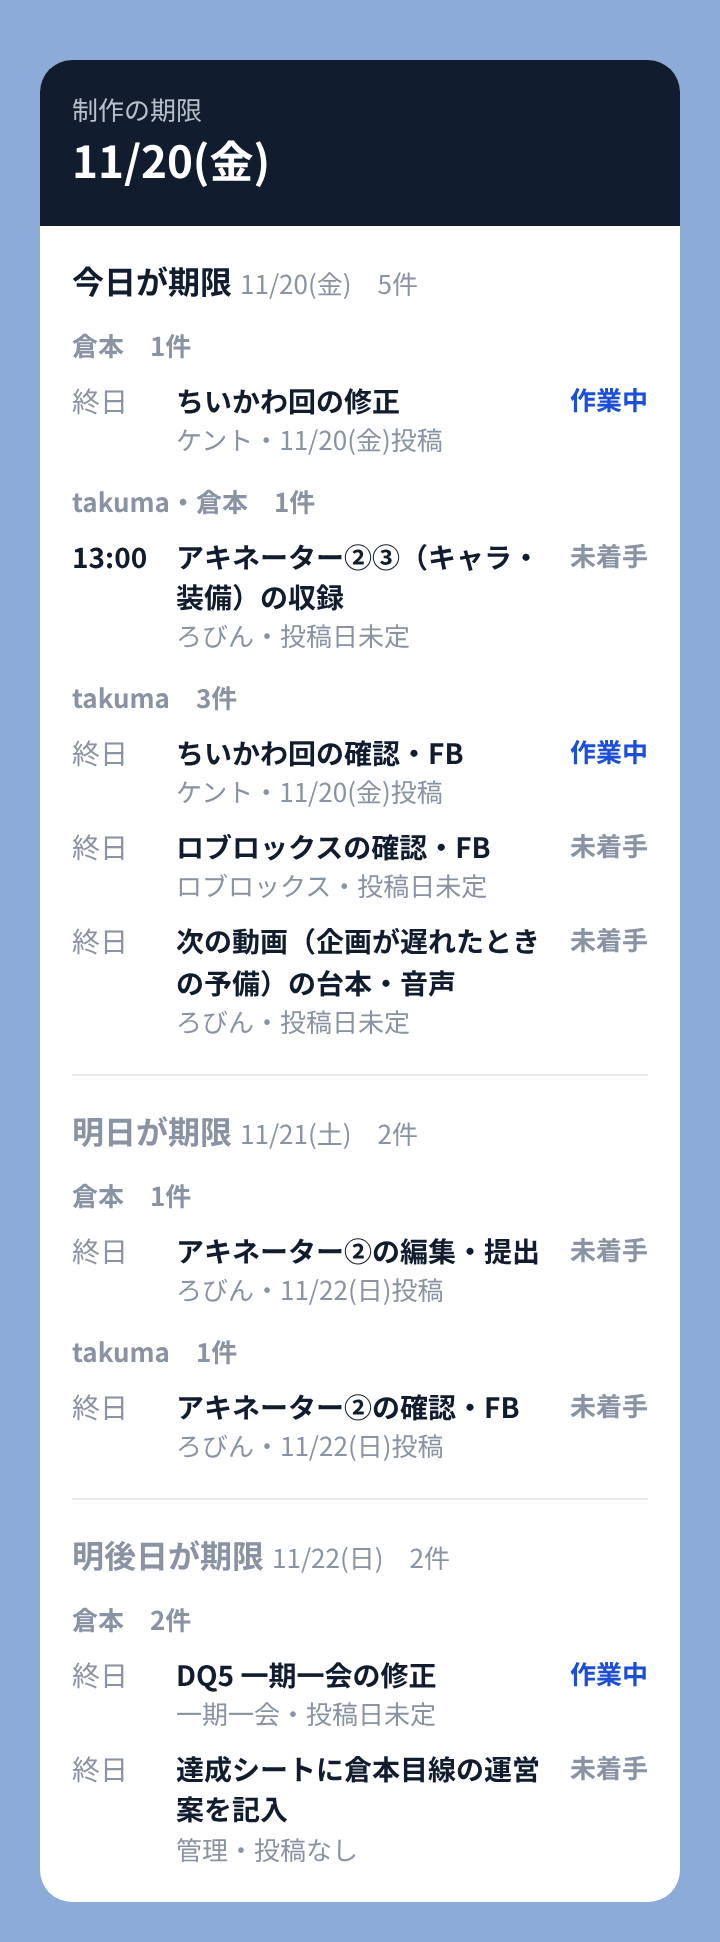 制作の期限
11/20(金)
今日が期限 11/20(金)　5件
倉本　1件
終日　ちいかわ回の修正　作業中
ケント・11/20(金)投稿
takuma・倉本　1件
13:00　アキネーター②③（キャラ・　未着手
装備）の収録
ろびん・投稿日未定
takuma　3件
終日　ちいかわ回の確認・FB　作業中
ケント・11/20(金)投稿
終日　ロブロックスの確認・FB　未着手
ロブロックス・投稿日未定
終日　次の動画（企画が遅れたとき　未着手
の予備）の台本・音声
ろびん・投稿日未定
明日が期限 11/21(土)　2件
倉本　1件
終日　アキネーター②の編集・提出　未着手
ろびん・11/22(日)投稿
takuma　1件
終日　アキネーター②の確認・FB　未着手
ろびん・11/22(日)投稿
明後日が期限 11/22(日)　2件
倉本　2件
終日　DQ5 一期一会の修正　作業中
一期一会・投稿日未定
終日　達成シートに倉本目線の運営　未着手
案を記入
管理・投稿なし